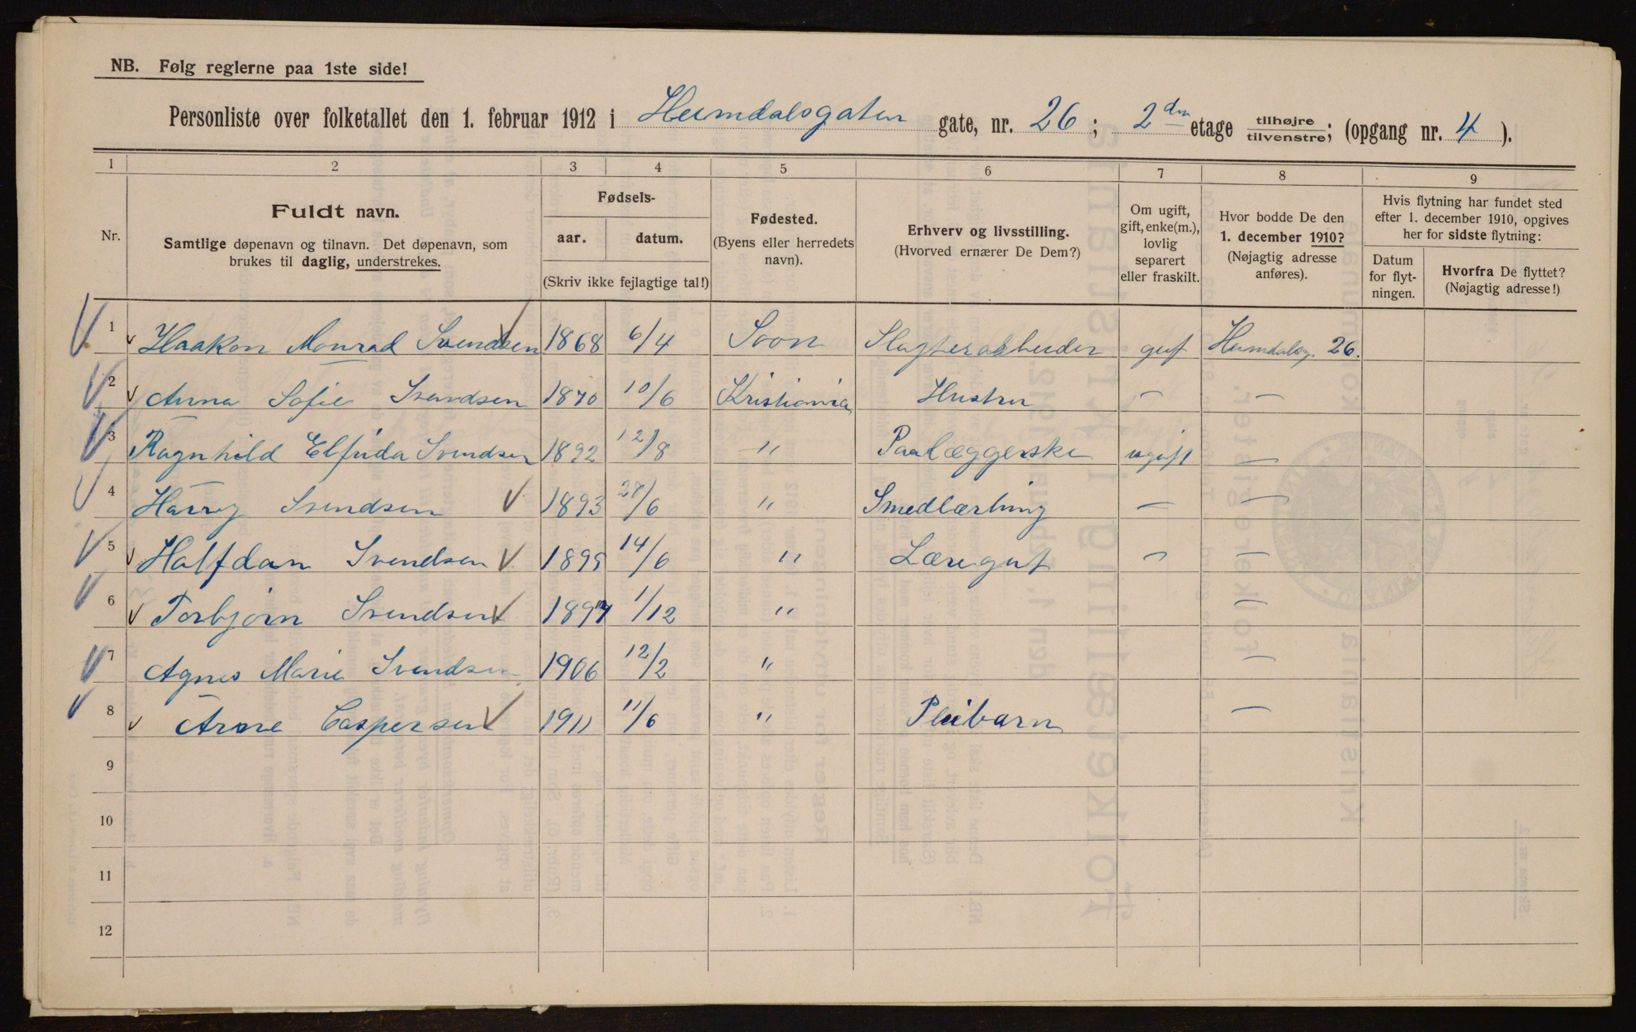 NB. Følg reglerne paa 1ste side!
Personliste over folketallet den 1. februar 1912 i Heimdalsgaten gate, nr. 26; 2den etage tilhøjre/tilvenstre; (opgang nr. 4).
1 2 3 4 5 6 7 8 9
Nr.
Fuldt navn.
Samtlige døpenavn og tilnavn. Det døpenavn, som
brukes til daglig, understrekes.
Fødsels-
aar. datum.
(Skriv ikke fejlagtige tal!)
Fødested.
(Byens eller herredets
navn).
Erhverv og livsstilling.
(Hvorved ernærer De Dem?)
Om ugift,
gift, enke(m.),
lovlig
separert
eller fraskilt.
Hvor bodde De den
1. december 1910?
(Nøjagtig adresse
anføres).
Hvis flytning har fundet sted
efter 1. december 1910, opgives
her for sidste flytning:
Datum
for flyt-
ningen.
Hvorfra De flyttet?
(Nøjagtig adresse!)
1 Haakon Monrad Svendsen 1868 6/4 Soon Slagterarbeider gift Heimdalsg. 26.
2 Anna Sofie Svendsen 1870 10/6 Kristiania Hustru — —
3 Ragnhild Elfrida Svendsen 1892 12/8 " Paalæggerske ugift —
4 Harry Svendsen 1893 28/6 " Smedlærling — —
5 Halfdan Svendsen 1895 14/6 " Læregut — —
6 Torbjørn Svendsen 1897 1/12 " —
7 Agnes Marie Svendsen 1906 12/2 " —
8 Arne Caspersen 1911 11/6 " Pleibarn —
9
10
11
12